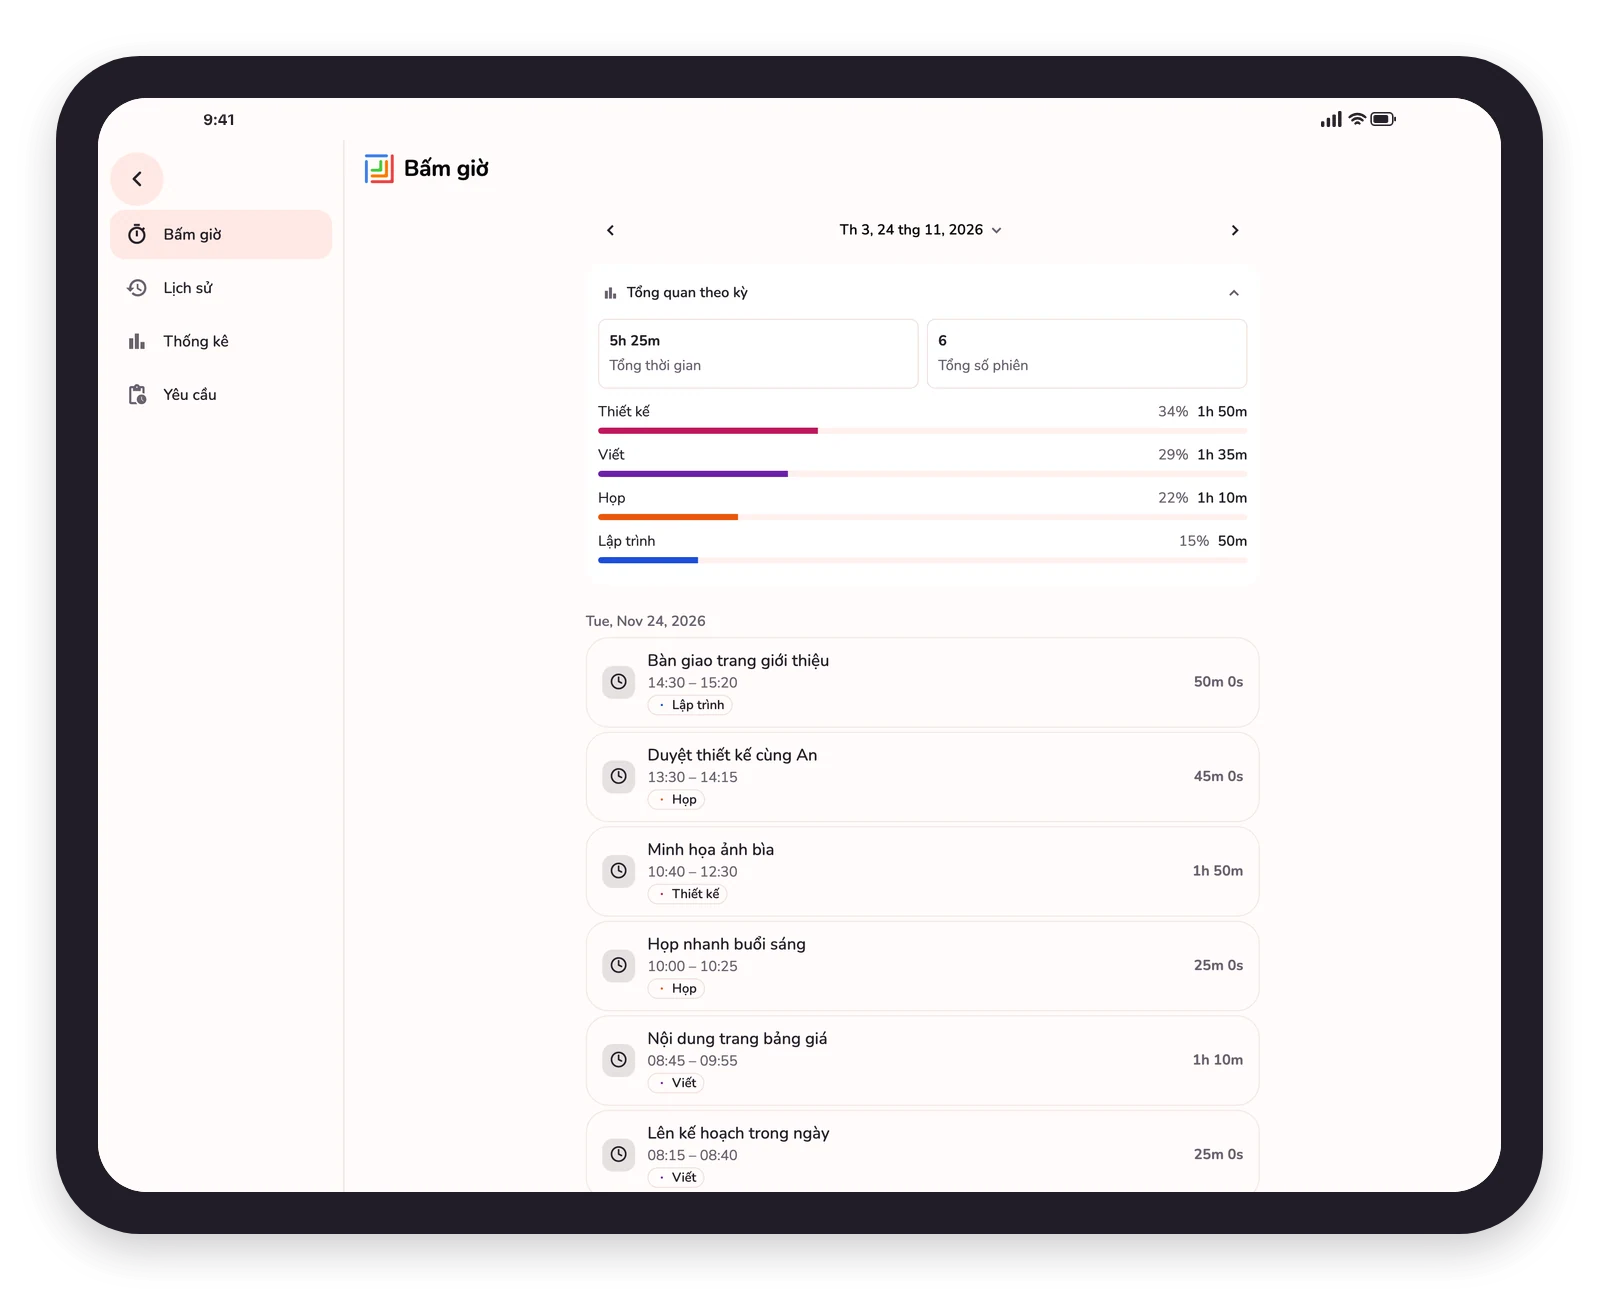 9:41
Bấm giờ
Lịch sử
Thống kê
Yêu cầu
Bấm giờ
Th 3, 24 thg 11, 2026
Tổng quan theo kỳ
5h 25m
Tổng thời gian
6
Tổng số phiên
Thiết kế 34% 1h 50m
Viết 29% 1h 35m
Họp 22% 1h 10m
Lập trình 15% 50m
Tue, Nov 24, 2026
Bàn giao trang giới thiệu
14:30 – 15:20
Lập trình
50m 0s
Duyệt thiết kế cùng An
13:30 – 14:15
Họp
45m 0s
Minh họa ảnh bìa
10:40 – 12:30
Thiết kế
1h 50m
Họp nhanh buổi sáng
10:00 – 10:25
Họp
25m 0s
Nội dung trang bảng giá
08:45 – 09:55
Viết
1h 10m
Lên kế hoạch trong ngày
08:15 – 08:40
Viết
25m 0s